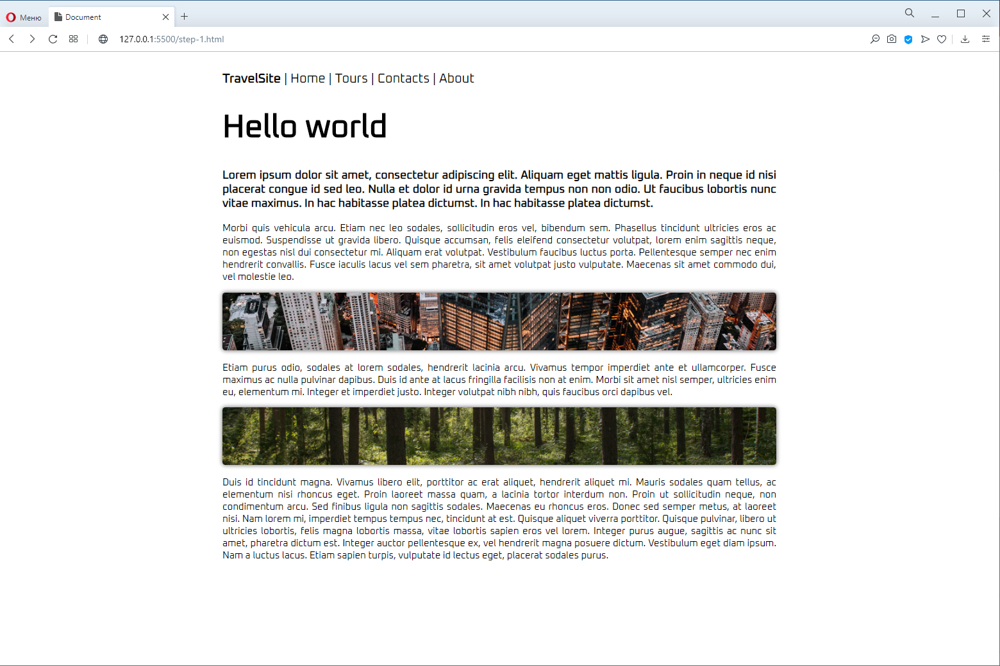 Меню
Document
127.0.0.1:5500/step-1.html
TravelSite | Home | Tours | Contacts | About
Hello world
Lorem ipsum dolor sit amet, consectetur adipiscing elit. Aliquam eget mattis ligula. Proin in neque id nisi
placerat congue id sed leo. Nulla et dolor id urna gravida tempus non non odio. Ut faucibus lobortis nunc
vitae maximus. In hac habitasse platea dictumst. In hac habitasse platea dictumst.
Morbi quis vehicula arcu. Etiam nec leo sodales, sollicitudin eros vel, bibendum sem. Phasellus tincidunt ultricies eros ac
euismod. Suspendisse ut gravida libero. Quisque accumsan, felis eleifend consectetur volutpat, lorem enim sagittis neque,
non egestas nisl dui consectetur mi. Aliquam erat volutpat. Vestibulum faucibus luctus porta. Pellentesque semper nec enim
hendrerit convallis. Fusce iaculis lacus vel sem pharetra, sit amet volutpat justo vulputate. Maecenas sit amet commodo dui,
vel molestie leo.
Etiam purus odio, sodales at lorem sodales, hendrerit lacinia arcu. Vivamus tempor imperdiet ante et ullamcorper. Fusce
maximus ac nulla pulvinar dapibus. Duis id ante at lacus fringilla facilisis non at enim. Morbi sit amet nisl semper, ultricies enim
eu, elementum mi. Integer et imperdiet justo. Integer volutpat nibh nibh, quis faucibus orci dapibus vel.
Duis id tincidunt magna. Vivamus libero elit, porttitor ac erat aliquet, hendrerit aliquet mi. Mauris sodales quam tellus, ac
elementum nisi rhoncus eget. Proin laoreet massa quam, a lacinia tortor interdum non. Proin ut sollicitudin neque, non
condimentum arcu. Sed finibus ligula non sagittis sodales. Maecenas eu rhoncus eros. Donec sed semper metus, at laoreet
nisi. Nam lorem mi, imperdiet tempus tempus nec, tincidunt at est. Quisque aliquet viverra porttitor. Quisque pulvinar, libero ut
ultricies lobortis, felis magna lobortis massa, vitae lobortis sapien eros vel lorem. Integer purus augue, sagittis ac nunc sit
amet, pharetra dictum est. Integer auctor pellentesque ex, vel hendrerit magna posuere dictum. Vestibulum eget diam ipsum.
Nam a luctus lacus. Etiam sapien turpis, vulputate id lectus eget, placerat sodales purus.